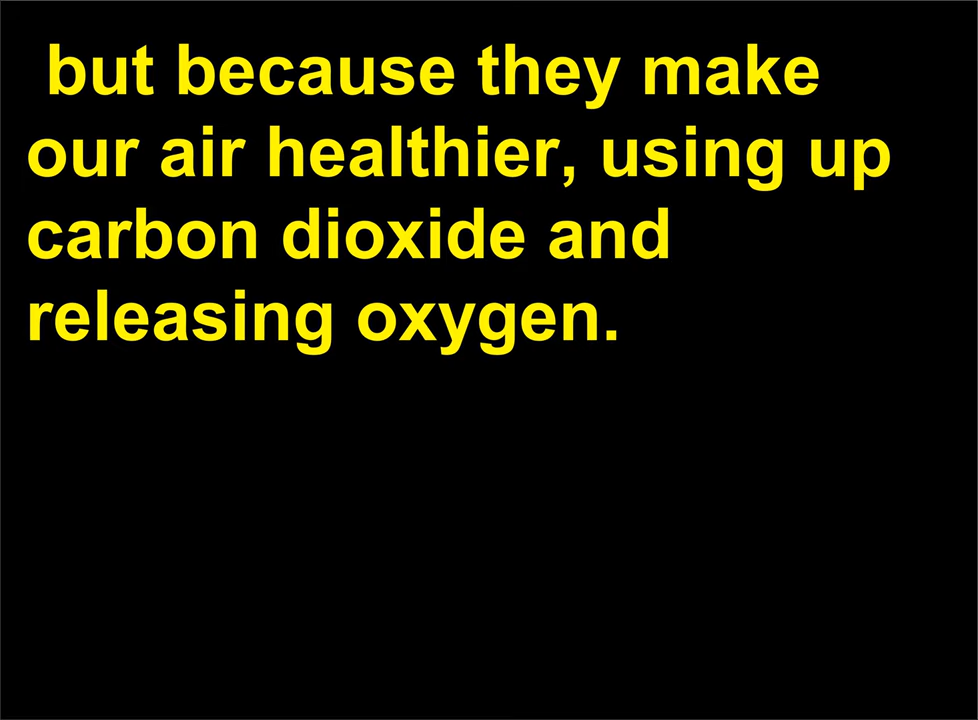 but because they make
our air healthier, using up
carbon dioxide and
releasing oxygen.